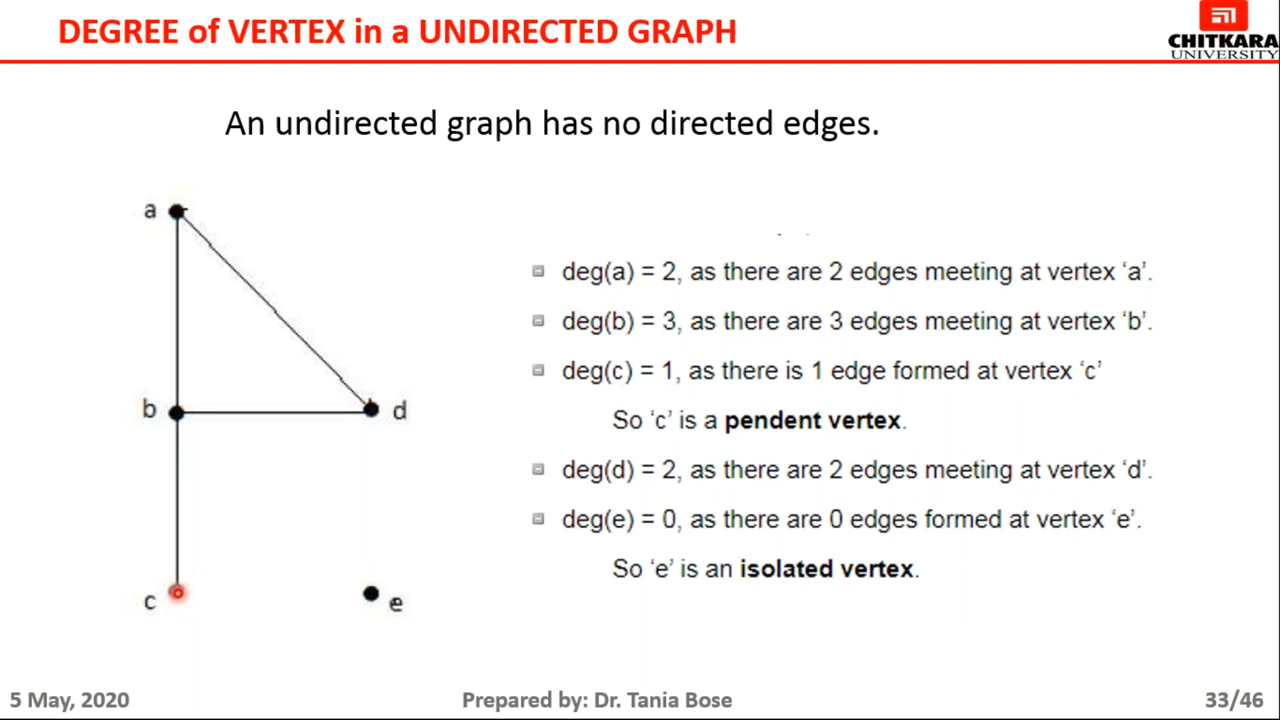 DEGREE of VERTEX in a UNDIRECTED GRAPH
CHITKARA
UNIVERSITY
An undirected graph has no directed edges.
a
b
d
c
e
deg(a) = 2, as there are 2 edges meeting at vertex ‘a’.
deg(b) = 3, as there are 3 edges meeting at vertex ‘b’.
deg(c) = 1, as there is 1 edge formed at vertex ‘c’
So ‘c’ is a pendent vertex.
deg(d) = 2, as there are 2 edges meeting at vertex ‘d’.
deg(e) = 0, as there are 0 edges formed at vertex ‘e’.
So ‘e’ is an isolated vertex.
5 May, 2020
Prepared by: Dr. Tania Bose
33/46